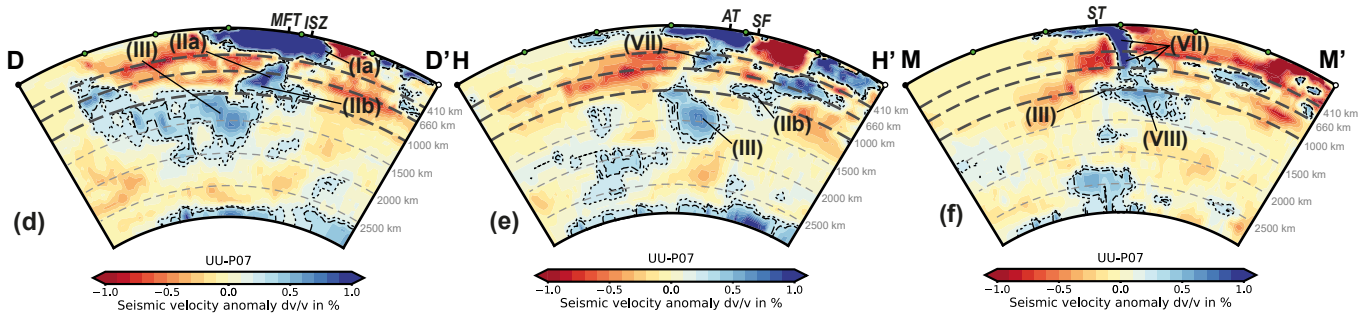 MFT ISZ
(III) (IIa) (Ia)
D D'
(IIb)
410 km
660 km
1000 km
1500 km
2000 km
2500 km
(d)
UU-P07
−1.0 −0.5 0.0 0.5 1.0
Seismic velocity anomaly dv/v in %
AT SF
(VII)
H H'
(IIb)
(III)
410 km
660 km
1000 km
1500 km
2000 km
2500 km
(e)
UU-P07
−1.0 −0.5 0.0 0.5 1.0
Seismic velocity anomaly dv/v in %
ST
(VII)
M M'
(III)
(VIII)
410 km
660 km
1000 km
1500 km
2000 km
2500 km
(f)
UU-P07
−1.0 −0.5 0.0 0.5 1.0
Seismic velocity anomaly dv/v in %